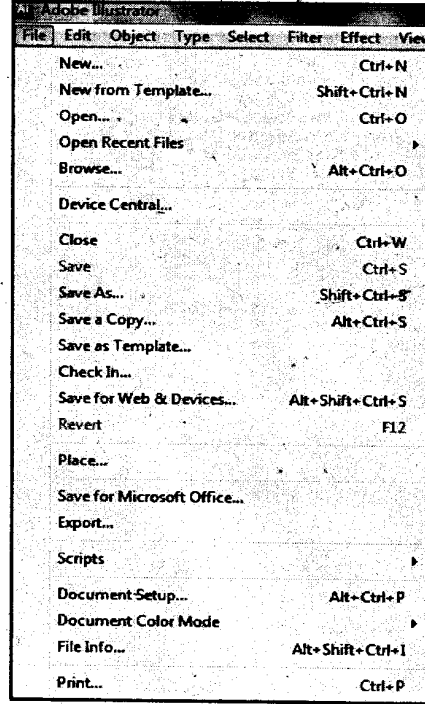 Ai Adobe Illustrator
File Edit Object Type Select Filter Effect View
New... Ctrl+N
New from Template... Shift+Ctrl+N
Open... Ctrl+O
Open Recent Files
Browse... Alt+Ctrl+O
Device Central...
Close Ctrl+W
Save Ctrl+S
Save As... Shift+Ctrl+S
Save a Copy... Alt+Ctrl+S
Save as Template...
Check In...
Save for Web & Devices... Alt+Shift+Ctrl+S
Revert F12
Place...
Save for Microsoft Office...
Export...
Scripts
Document Setup... Alt+Ctrl+P
Document Color Mode
File Info... Alt+Shift+Ctrl+I
Print... Ctrl+P